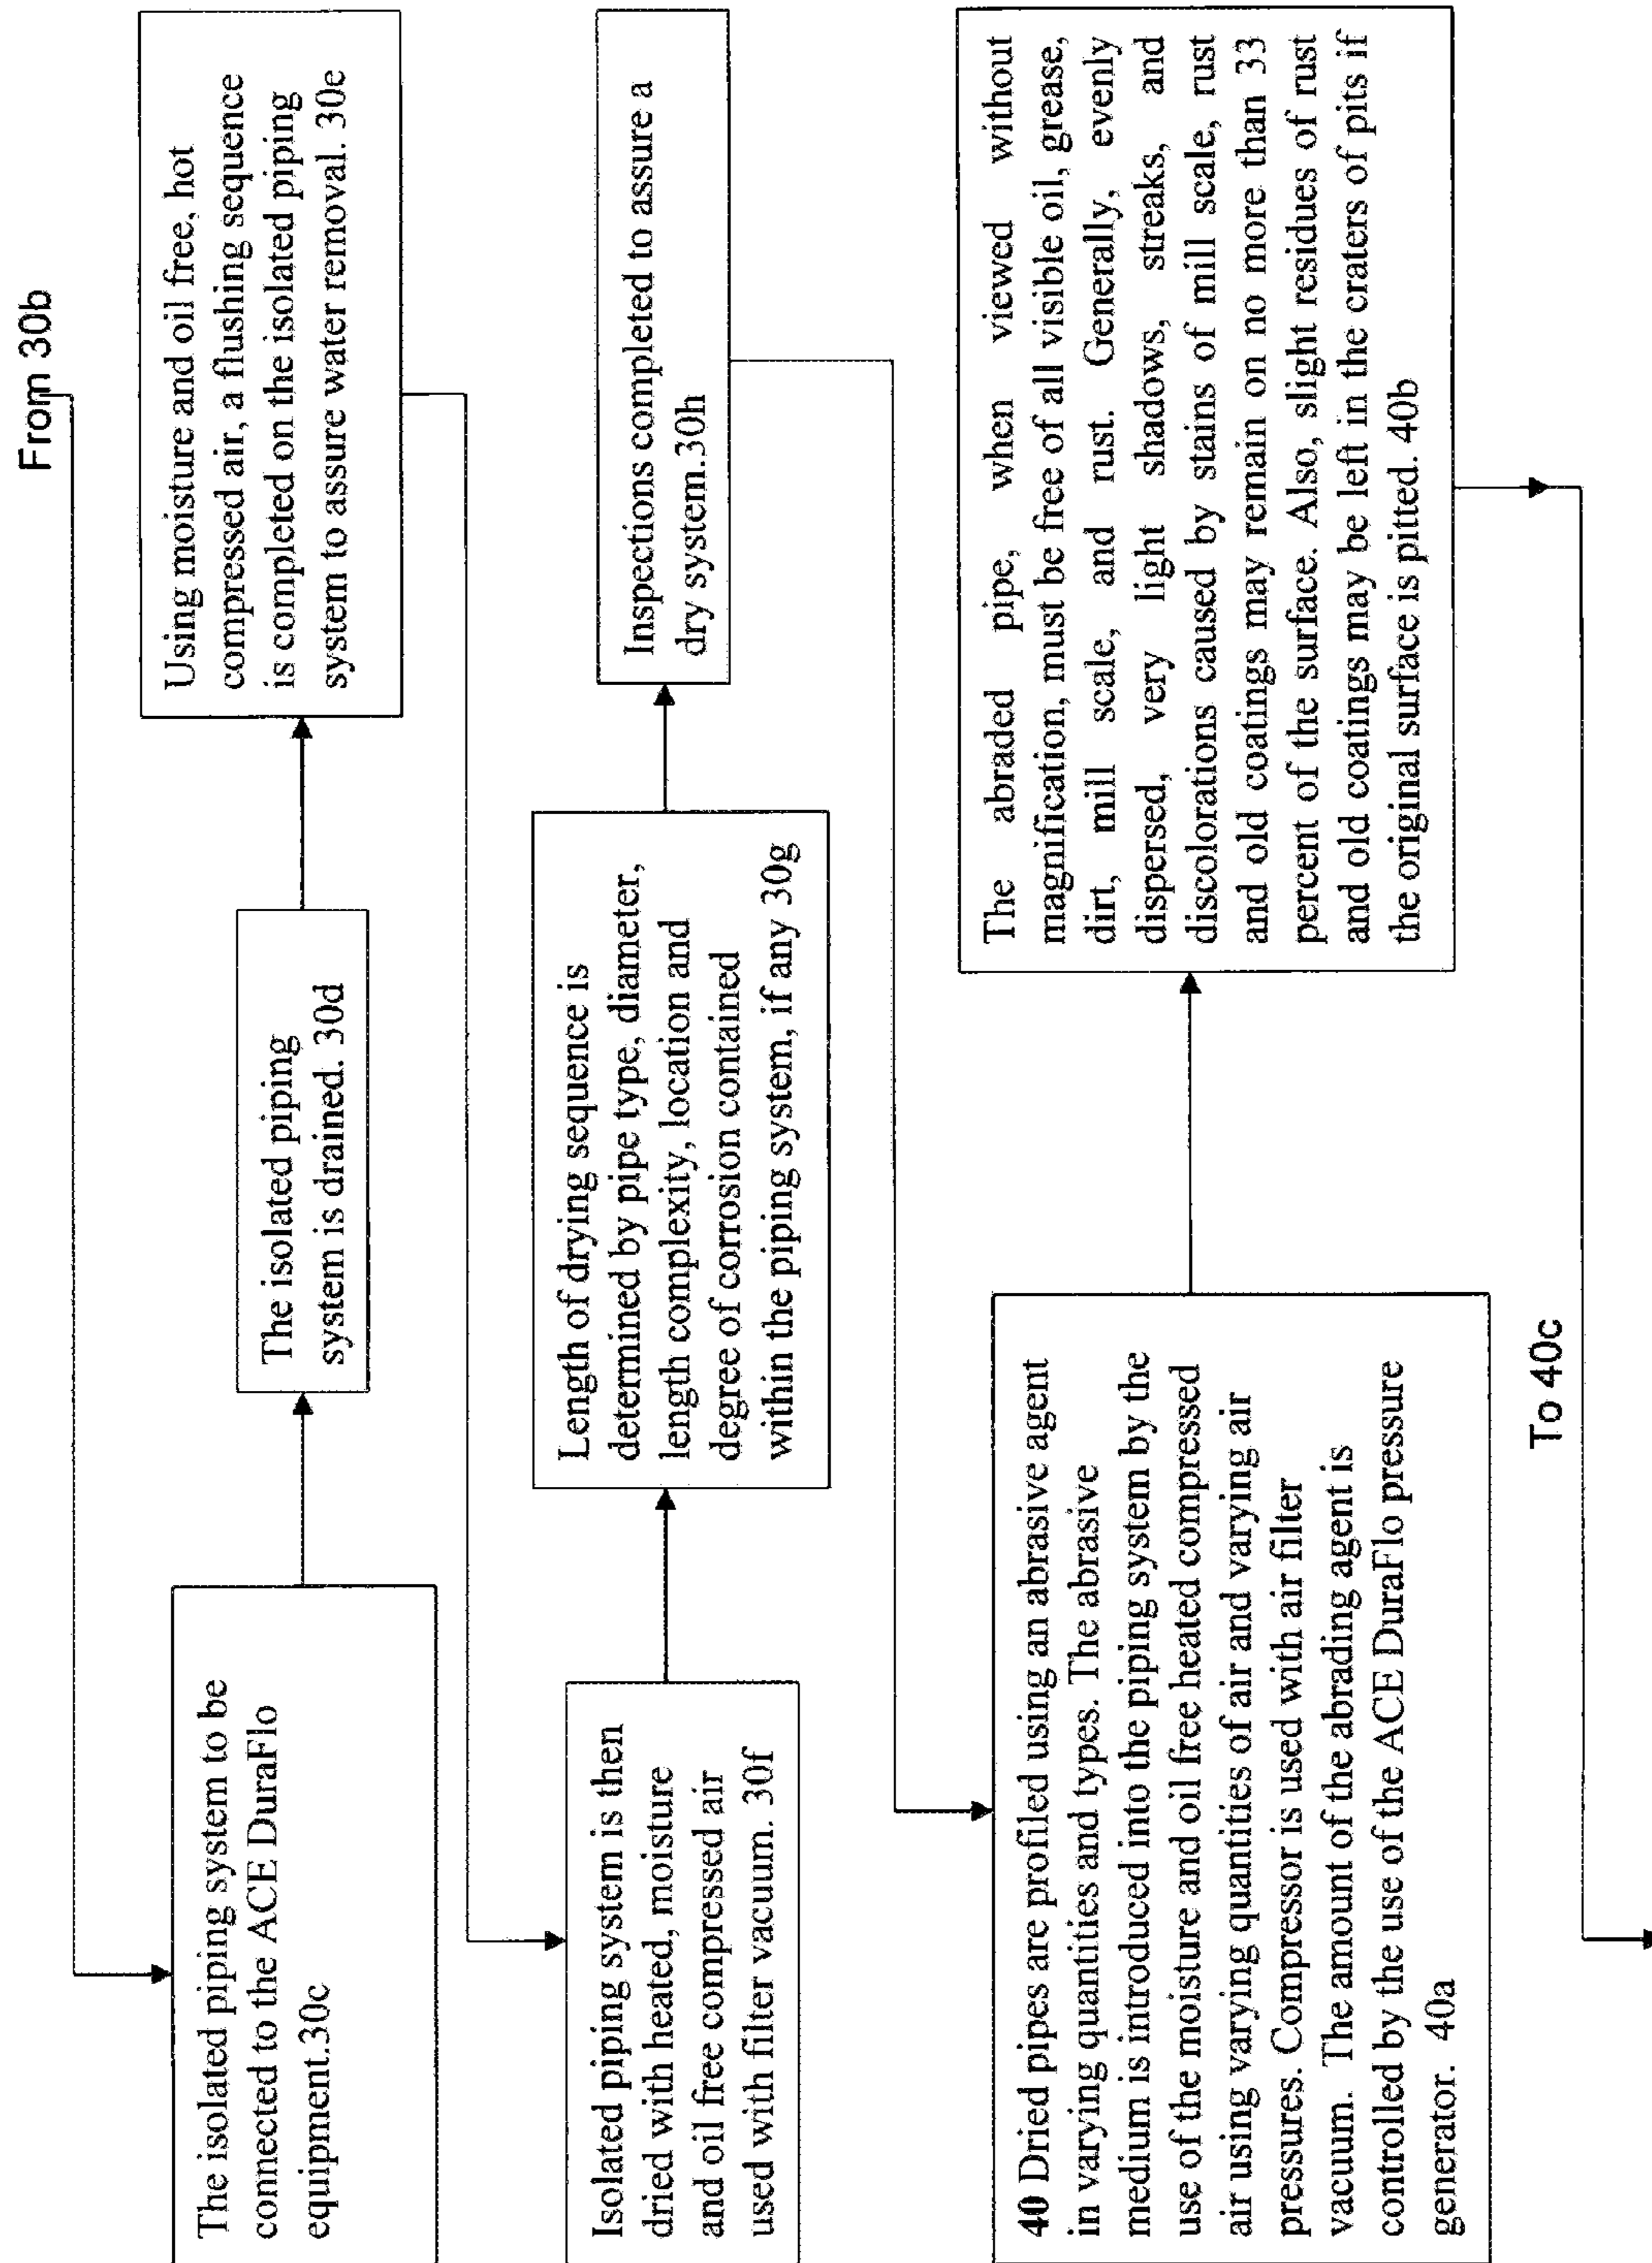 From 30b
The isolated piping system to be
connected to the ACE DuraFlo
equipment.30c
The isolated piping
system is drained. 30d
Using moisture and oil free, hot
compressed air, a flushing sequence
is completed on the isolated piping
system to assure water removal. 30e
Isolated piping system is then
dried with heated, moisture
and oil free compressed air
used with filter vacuum. 30f
Length of drying sequence is
determined by pipe type, diameter,
length complexity, location and
degree of corrosion contained
within the piping system, if any 30g
Inspections completed to assure a
dry system.30h
40 Dried pipes are profiled using an abrasive agent
in varying quantities and types. The abrasive
medium is introduced into the piping system by the
use of the moisture and oil free heated compressed
air using varying quantities of air and varying air
pressures. Compressor is used with air filter
vacuum. The amount of the abrading agent is
controlled by the use of the ACE DuraFlo pressure
generator. 40a
The abraded pipe, when viewed without
magnification, must be free of all visible oil, grease,
dirt, mill scale, and rust. Generally, evenly
dispersed, very light shadows, streaks, and
discolorations caused by stains of mill scale, rust
and old coatings may remain on no more than 33
percent of the surface. Also, slight residues of rust
and old coatings may be left in the craters of pits if
the original surface is pitted. 40b
To 40c